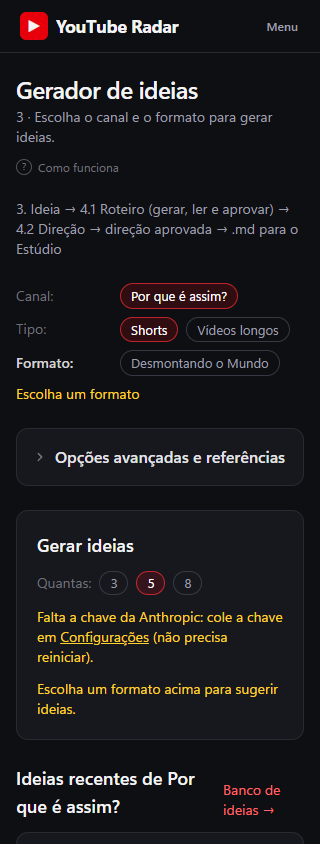 YouTube Radar
Menu
Gerador de ideias
3 · Escolha o canal e o formato para gerar
ideias.
? Como funciona
3. Ideia → 4.1 Roteiro (gerar, ler e aprovar) →
4.2 Direção → direção aprovada → .md para o
Estúdio
Canal: Por que é assim?
Tipo: Shorts Vídeos longos
Formato: Desmontando o Mundo
Escolha um formato
Opções avançadas e referências
Gerar ideias
Quantas: 3 5 8
Falta a chave da Anthropic: cole a chave
em Configurações (não precisa
reiniciar).
Escolha um formato acima para sugerir
ideias.
Ideias recentes de Por
que é assim?
Banco de
ideias →